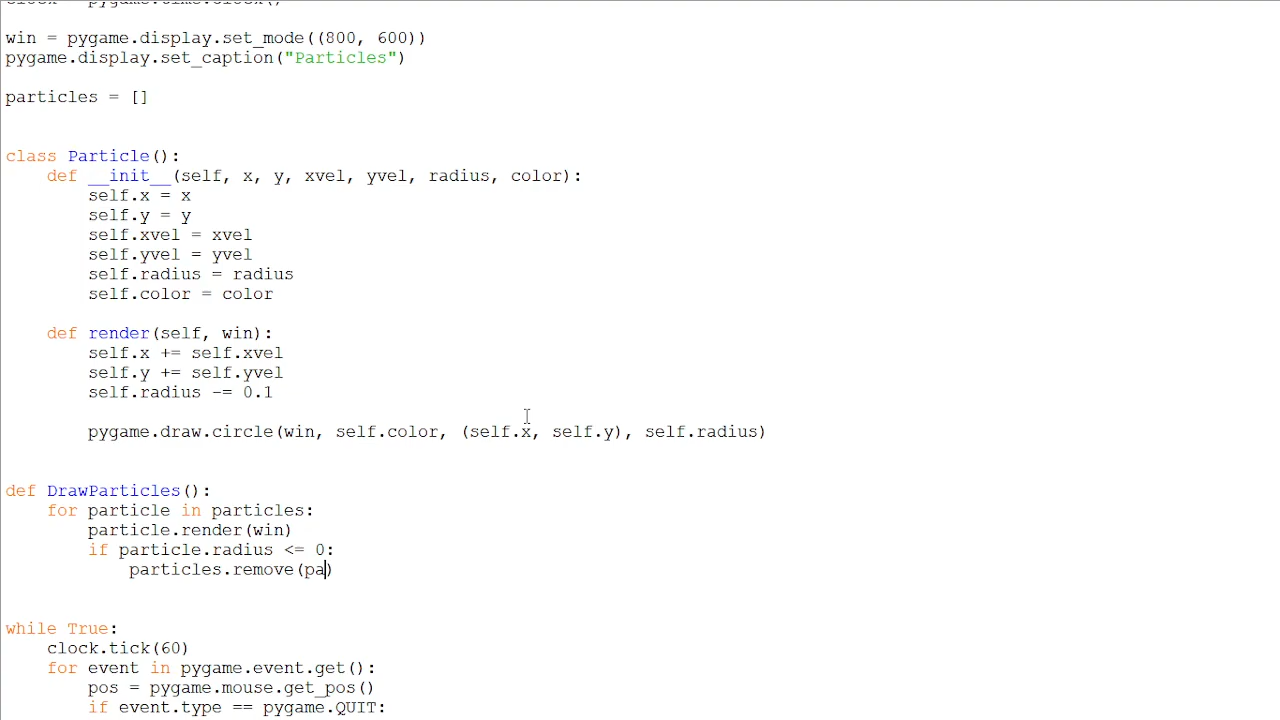 win = pygame.display.set_mode((800, 600))
pygame.display.set_caption("Particles")
particles = []
class Particle():
def __init__(self, x, y, xvel, yvel, radius, color):
self.x = x
self.y = y
self.xvel = xvel
self.yvel = yvel
self.radius = radius
self.color = color
def render(self, win):
self.x += self.xvel
self.y += self.yvel
self.radius -= 0.1
pygame.draw.circle(win, self.color, (self.x, self.y), self.radius)
def DrawParticles():
for particle in particles:
particle.render(win)
if particle.radius <= 0:
particles.remove(pa)
while True:
clock.tick(60)
for event in pygame.event.get():
pos = pygame.mouse.get_pos()
if event.type == pygame.QUIT: